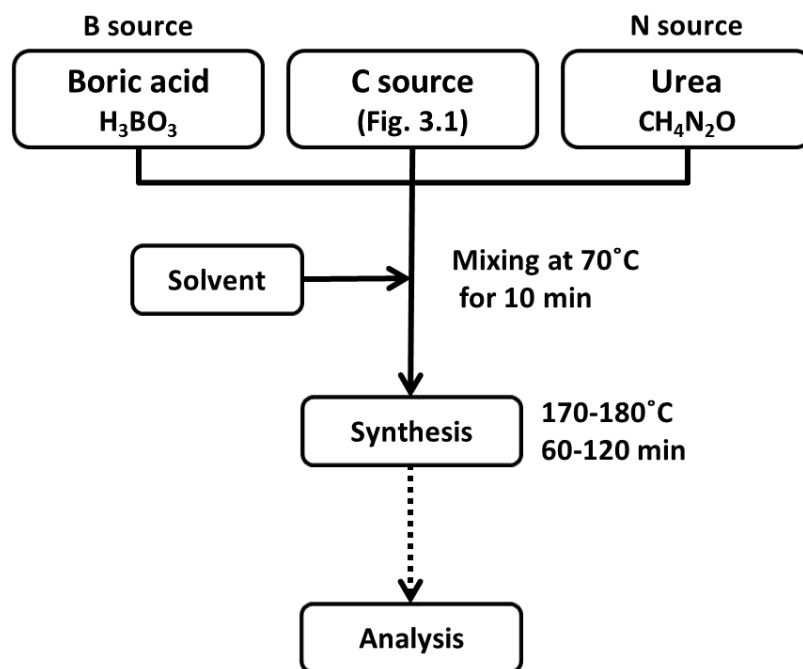 B source
N source
Boric acid
H₃BO₃
C source
(Fig. 3.1)
Urea
CH₄N₂O
Solvent
Mixing at 70˚C
for 10 min
Synthesis
170-180˚C
60-120 min
Analysis